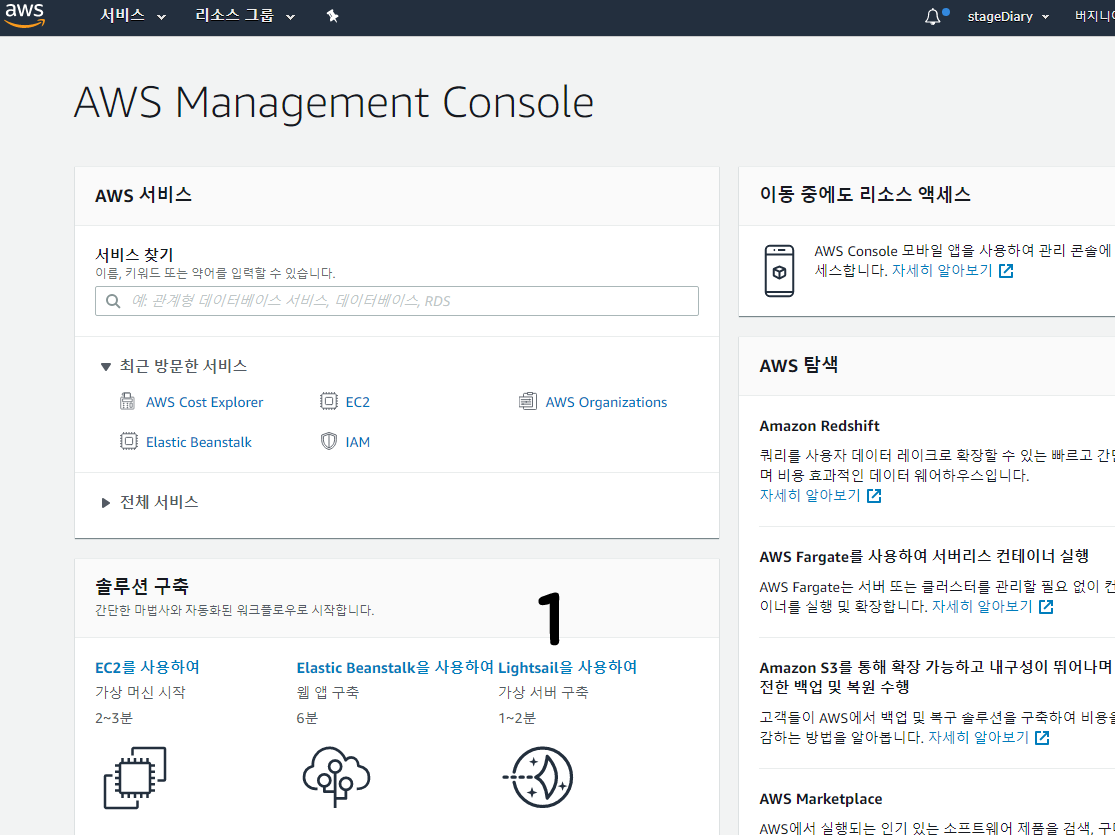 aws
서비스
리소스 그룹
stageDiary
AWS Management Console
AWS 서비스
서비스 찾기
이름, 키워드 또는 약어를 입력할 수 있습니다.
예: 관계형 데이터베이스 서비스, 데이터베이스, RDS
최근 방문한 서비스
AWS Cost Explorer
EC2
AWS Organizations
Elastic Beanstalk
IAM
전체 서비스
솔루션 구축
간단한 마법사와 자동화된 워크플로우로 시작합니다.
1
EC2를 사용하여
가상 머신 시작
2~3분
Elastic Beanstalk을 사용하여
웹 앱 구축
6분
Lightsail을 사용하여
가상 서버 구축
1~2분
이동 중에도 리소스 액세스
AWS Console 모바일 앱을 사용하여 관리 콘솔에
세스합니다. 자세히 알아보기
AWS 탐색
Amazon Redshift
쿼리를 사용자 데이터 레이크로 확장할 수 있는 빠르고
며 비용 효과적인 데이터 웨어하우스입니다.
자세히 알아보기
AWS Fargate를 사용하여 서버리스 컨테이너 실행
AWS Fargate는 서버 또는 클러스터를 관리할 필요 없이
이너를 실행 및 확장합니다. 자세히 알아보기
Amazon S3를 통해 확장 가능하고 내구성이 뛰어나며
전한 백업 및 복원 수행
고객들이 AWS에서 백업 및 복구 솔루션을 구축하여
감하는 방법을 알아봅니다. 자세히 알아보기
AWS Marketplace
AWS에서 실행되는 인기 있는 소프트웨어 제품을 검색,